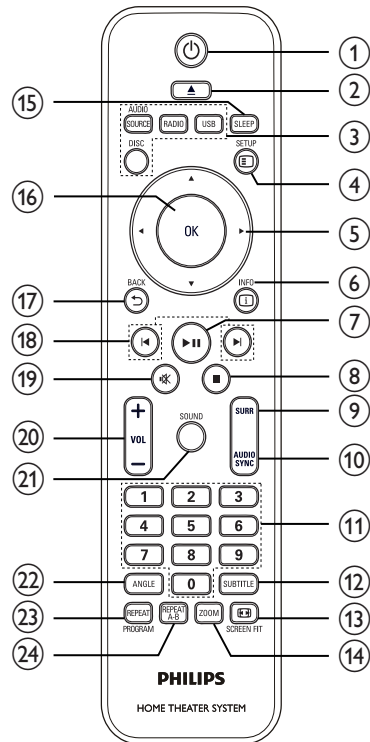 1
2
15
AUDIO
SOURCE RADIO USB SLEEP
3
DISC
SETUP
4
16
OK
5
BACK
INFO
6
17
7
18
19
8
SURR
9
VOL
20
SOUND
21
AUDIO
SYNC
10
1 2 3
4 5 6
11
7 8 9
22
ANGLE
0
SUBTITLE
12
23
REPEAT
PROGRAM
REPEAT
A-B
ZOOM
SCREEN FIT
13
24
14
PHILIPS
HOME THEATER SYSTEM